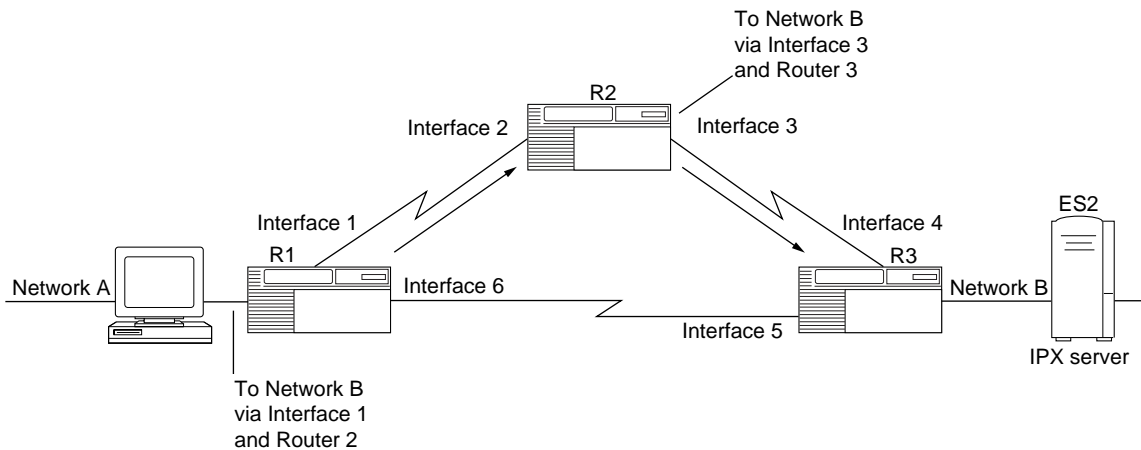 To Network B
via Interface 3
and Router 3
R2
Interface 2
Interface 3
Interface 1
Interface 4
ES2
R1
R3
Network A
Interface 6
Network B
Interface 5
IPX server
To Network B
via Interface 1
and Router 2